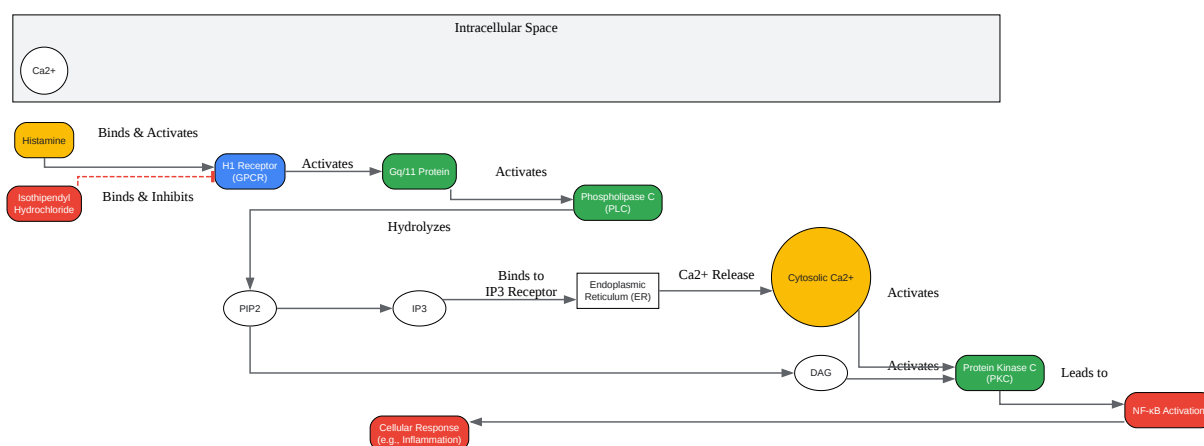 Intracellular Space
Ca2+
Histamine
Binds & Activates
H1 Receptor
(GPCR)
Activates
Gq/11 Protein
Activates
Isothipendyl
Hydrochloride
Binds & Inhibits
Phospholipase C
(PLC)
Hydrolyzes
PIP2
IP3
Binds to
IP3 Receptor
Endoplasmic
Reticulum (ER)
Ca2+ Release
Cytosolic Ca2+
Activates
DAG
Activates
Protein Kinase C
(PKC)
Leads to
NF-κB Activation
Cellular Response
(e.g., Inflammation)